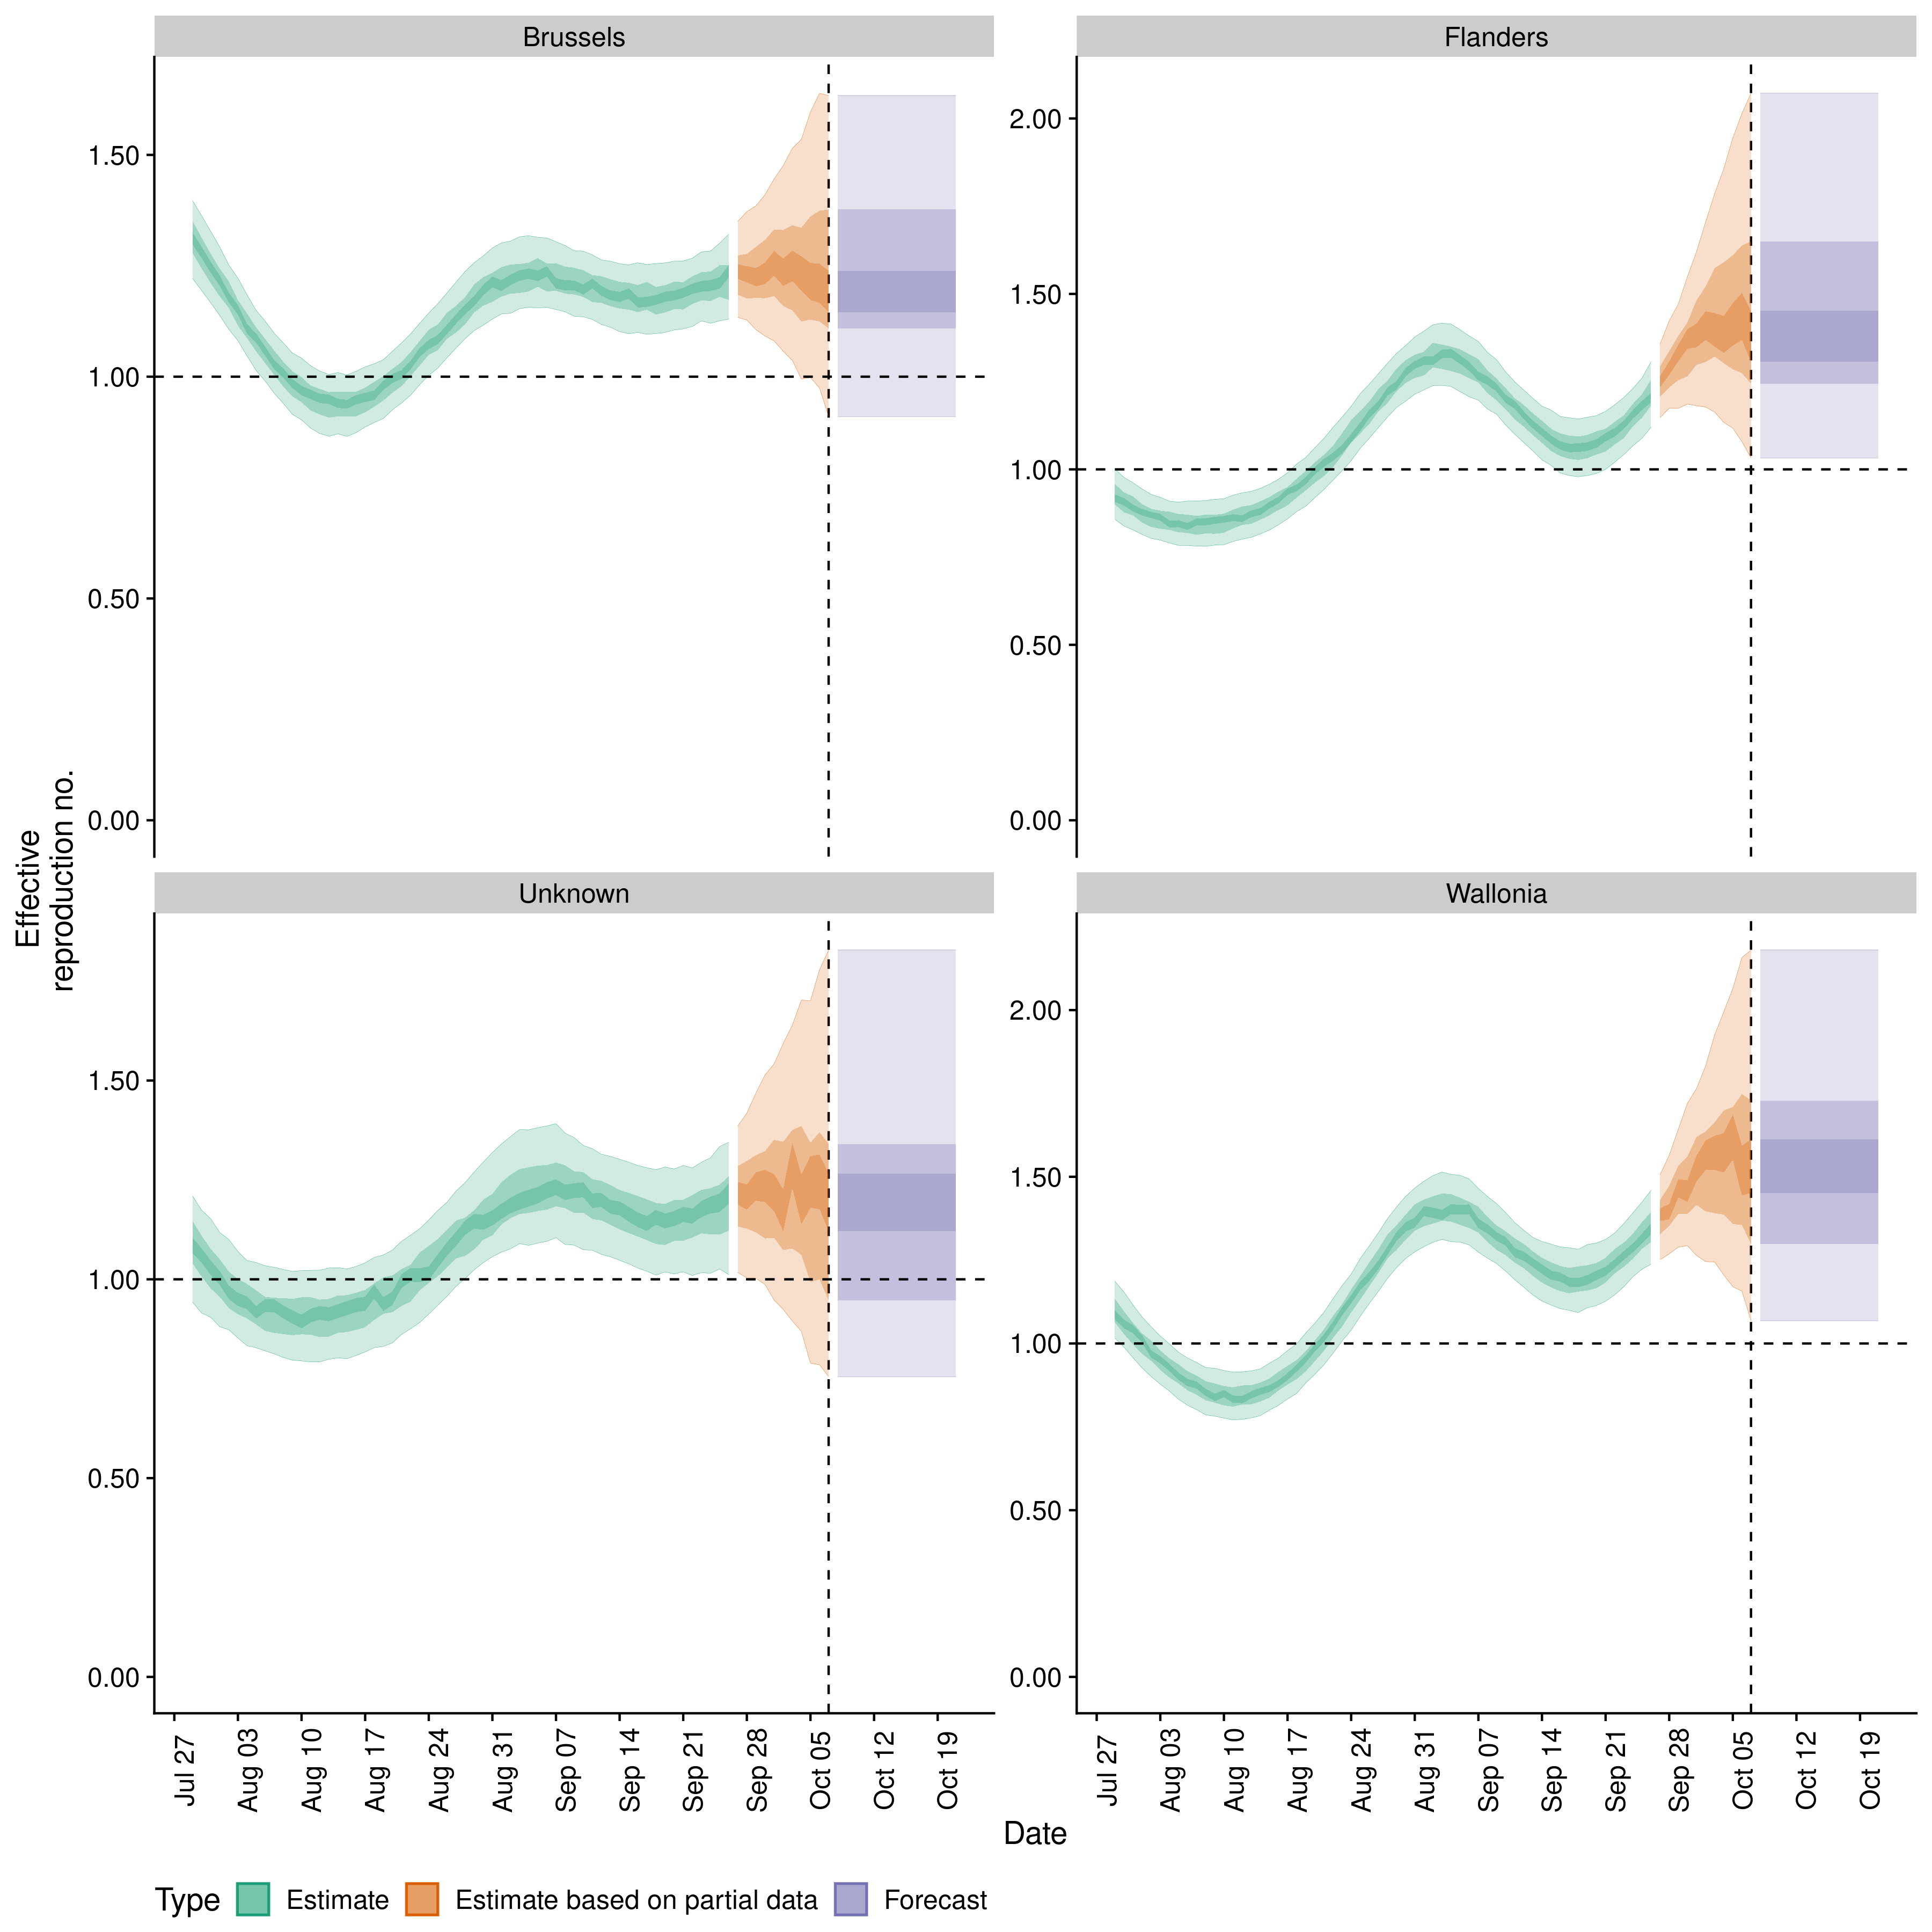 Brussels
Flanders
1.50
1.00
0.50
0.00
2.00
1.50
1.00
0.50
0.00
Effective
reproduction no.
Unknown
Wallonia
1.50
1.00
0.50
0.00
2.00
1.50
1.00
0.50
0.00
Jul 27
Aug 03
Aug 10
Aug 17
Aug 24
Aug 31
Sep 07
Sep 14
Sep 21
Sep 28
Oct 05
Oct 12
Oct 19
Jul 27
Aug 03
Aug 10
Aug 17
Aug 24
Aug 31
Sep 07
Sep 14
Sep 21
Sep 28
Oct 05
Oct 12
Oct 19
Date
Type Estimate Estimate based on partial data Forecast